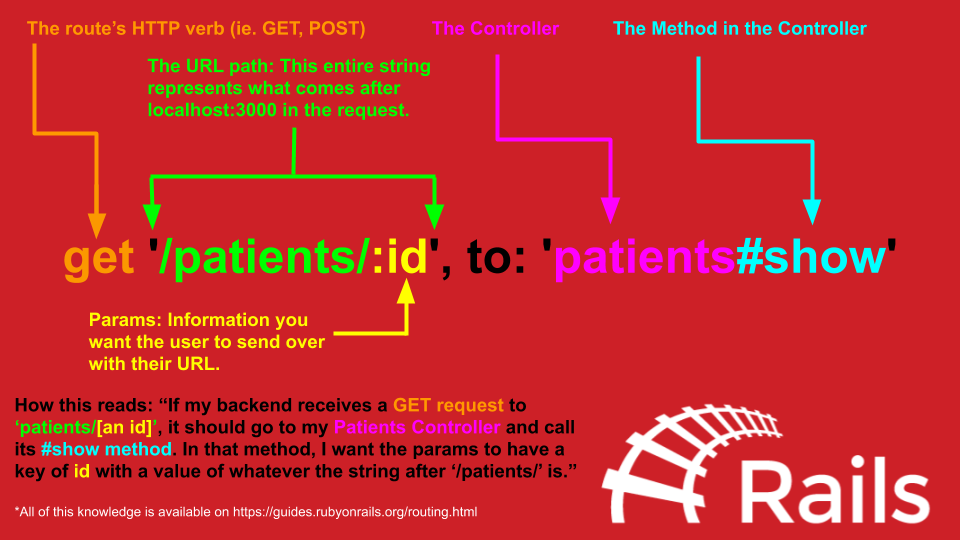 The route’s HTTP verb (ie. GET, POST)
The Controller
The Method in the Controller
The URL path: This entire string
represents what comes after
localhost:3000 in the request.
get '/patients/:id', to: 'patients#show'
Params: Information you
want the user to send over
with their URL.
How this reads: “If my backend receives a GET request to
‘patients/[an id]’, it should go to my Patients Controller and call
its #show method. In that method, I want the params to have a
key of id with a value of whatever the string after ‘/patients/’ is.”
*All of this knowledge is available on https://guides.rubyonrails.org/routing.html
Rails